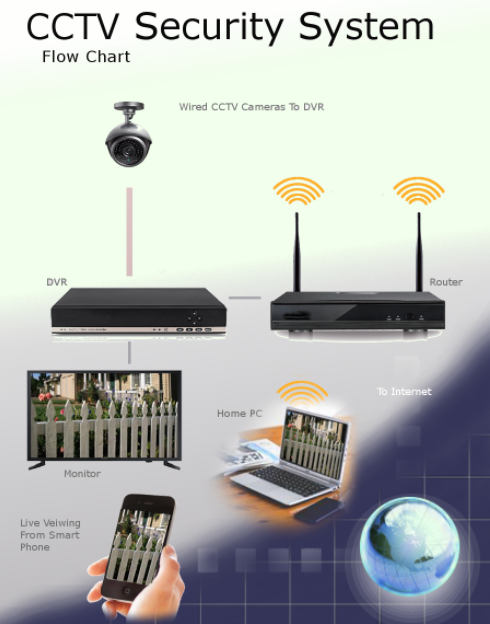 CCTV Security System
Flow Chart
Wired CCTV Cameras To DVR
DVR
Router
To Internet
Home PC
Monitor
Live Veiwing
From Smart
Phone